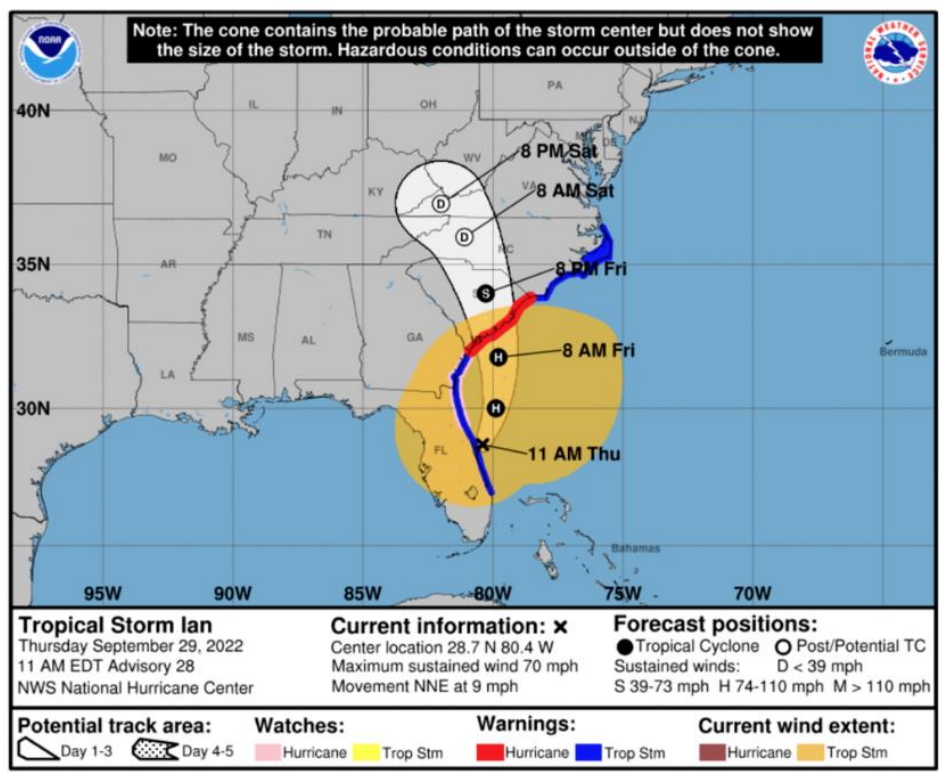 Note: The cone contains the probable path of the storm center but does not show
the size of the storm. Hazardous conditions can occur outside of the cone.
NOAA
NATIONAL WEATHER SERVICE
PA
40N
IL
IN
OH
NJ
MD
DE
MO
WV
8 PM Sat
KY
VA
8 AM Sat
D
TN
D
NC
35N
AR
8 PM Fri
S
MS
AL
GA
8 AM Fri
H
Bermuda
LA
30N
H
FL
11 AM Thu
Bahamas
95W
90W
85W
80W
75W
70W
Tropical Storm Ian
Thursday September 29, 2022
11 AM EDT Advisory 28
NWS National Hurricane Center
Current information: x
Center location 28.7 N 80.4 W
Maximum sustained wind 70 mph
Movement NNE at 9 mph
Forecast positions:
Tropical Cyclone Post/Potential TC
Sustained winds: D < 39 mph
S 39-73 mph H 74-110 mph M > 110 mph
Potential track area:
Day 1-3 Day 4-5
Watches:
Hurricane Trop Stm
Warnings:
Hurricane Trop Stm
Current wind extent:
Hurricane Trop Stm